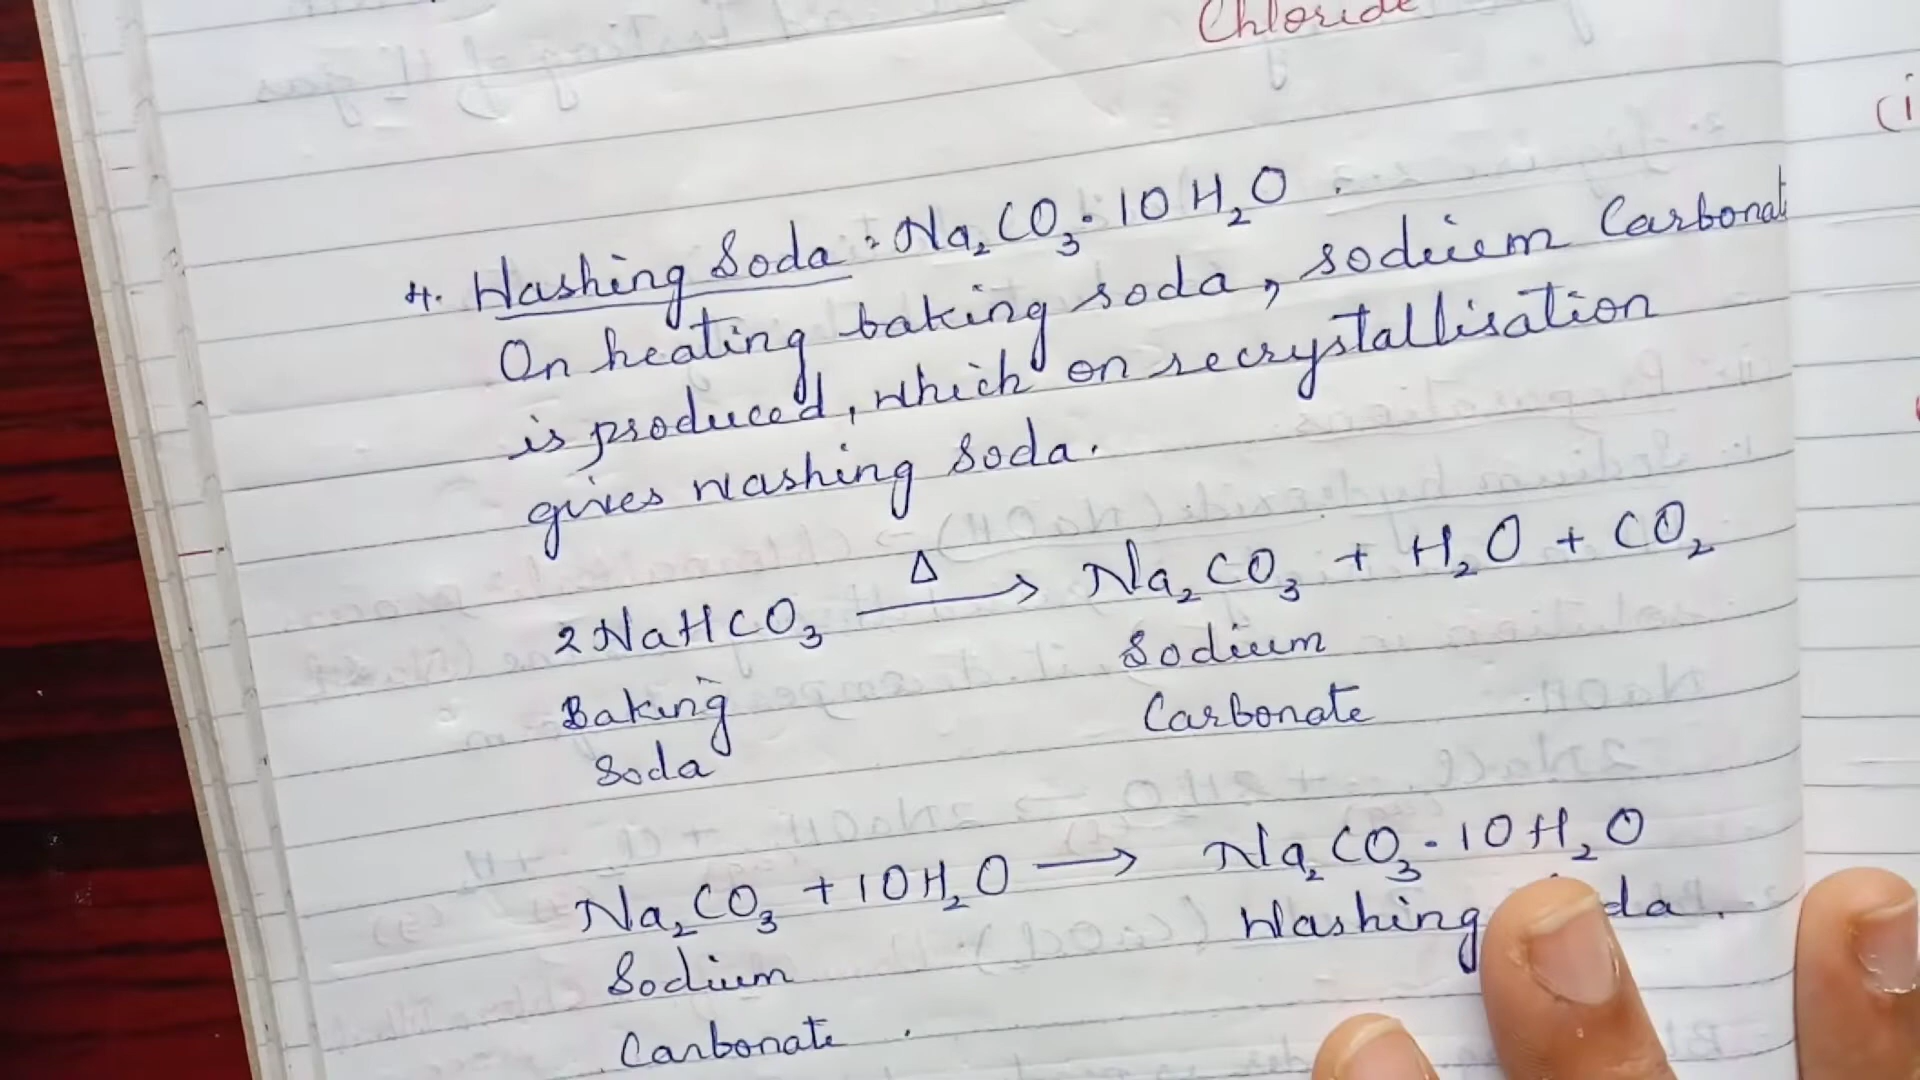 Chloride
(i
4. Washing Soda : Na₂CO₃·10H₂O.
On heating baking soda, sodium Carbonat
is produced, which on recrystallisation
gives washing soda.
2NaHCO₃ —Δ→ Na₂CO₃ + H₂O + CO₂
Baking Sodium
Soda Carbonate
Na₂CO₃ + 10H₂O → Na₂CO₃·10H₂O
Sodium Washing da.
Carbonate.